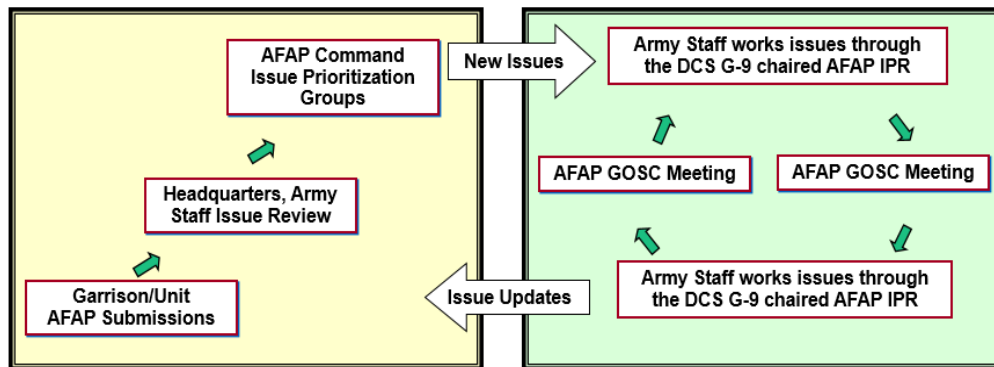 AFAP Command
Issue Prioritization
Groups
Headquarters, Army
Staff Issue Review
Garrison/Unit
AFAP Submissions
New Issues
Issue Updates
Army Staff works issues through
the DCS G-9 chaired AFAP IPR
AFAP GOSC Meeting
AFAP GOSC Meeting
Army Staff works issues through
the DCS G-9 chaired AFAP IPR